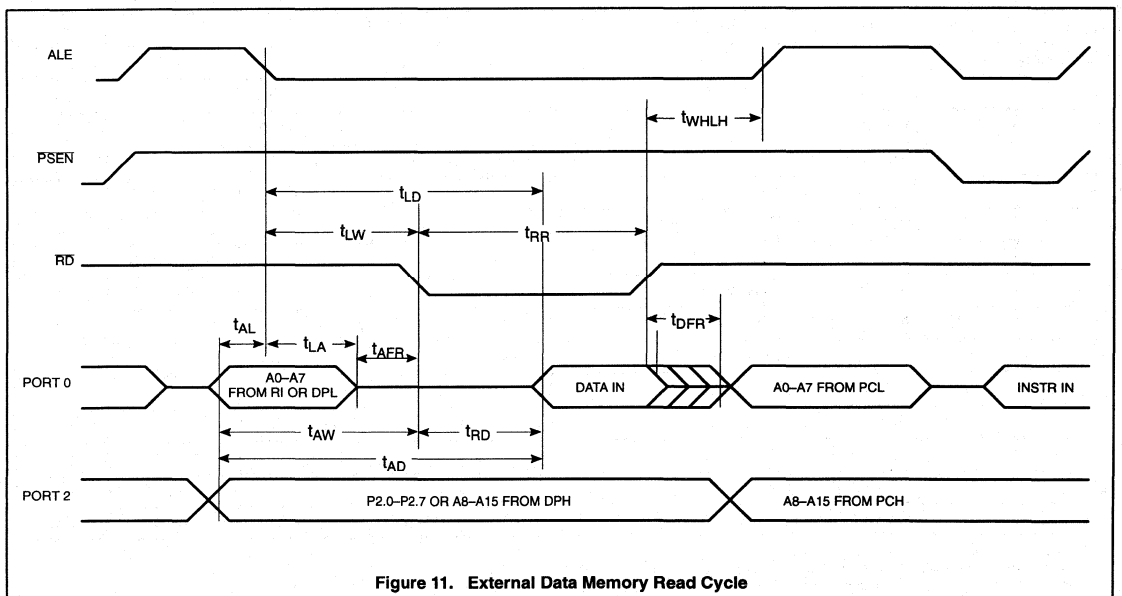 ALE
tWHLH
PSEN
tLD
tLW
tRR
RD
tAL
tLA
tAFR
tDFR
PORT 0
A0–A7
FROM RI OR DPL
DATA IN
A0–A7 FROM PCL
INSTR IN
tAW
tRD
tAD
PORT 2
P2.0–P2.7 OR A8–A15 FROM DPH
A8–A15 FROM PCH
Figure 11. External Data Memory Read Cycle